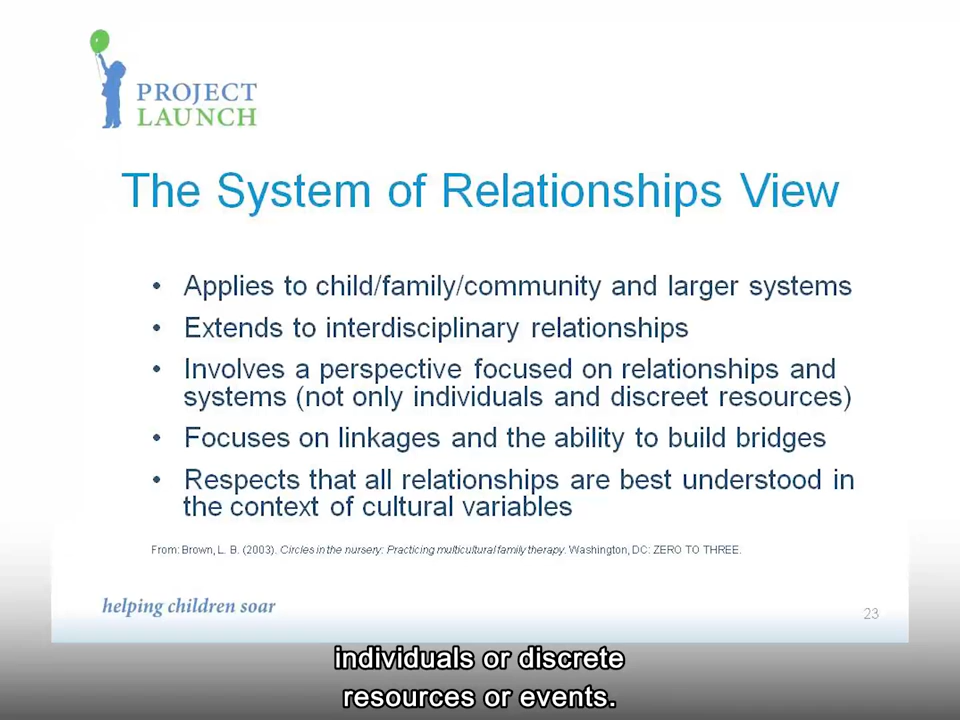 PROJECT
LAUNCH
The System of Relationships View
• Applies to child/family/community and larger systems
• Extends to interdisciplinary relationships
• Involves a perspective focused on relationships and
systems (not only individuals and discreet resources)
• Focuses on linkages and the ability to build bridges
• Respects that all relationships are best understood in
the context of cultural variables
From: Brown, L. B. (2003). Circles in the nursery: Practicing multicultural family therapy. Washington, DC: ZERO TO THREE.
helping children soar
23
individuals or discrete
resources or events.